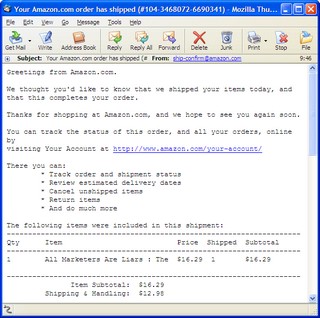 Your Amazon.com order has shipped (#104-3468072-6690341) - Mozilla Thu...
File Edit View Go Message Tools Help
Get Mail Write Address Book Reply Reply All Forward Delete Junk Print Stop File
Subject: Your Amazon.com order has shipped (# From: ship-confirm@amazon.com 9:46
Greetings from Amazon.com.
We thought you'd like to know that we shipped your items today, and
that this completes your order.
Thanks for shopping at Amazon.com, and we hope to see you again soon.
You can track the status of this order, and all your orders, online
by
visiting Your Account at http://www.amazon.com/your-account/
There you can:
* Track order and shipment status
* Review estimated delivery dates
* Cancel unshipped items
* Return items
* And do much more
The following items were included in this shipment:
---------------------------------------------------------------------
Qty Item Price Shipped Subtotal
---------------------------------------------------------------------
1 All Marketers Are Liars : The $16.29 1 $16.29
---------------------------------------------------------------------
Item Subtotal: $16.29
Shipping & Handling: $12.98